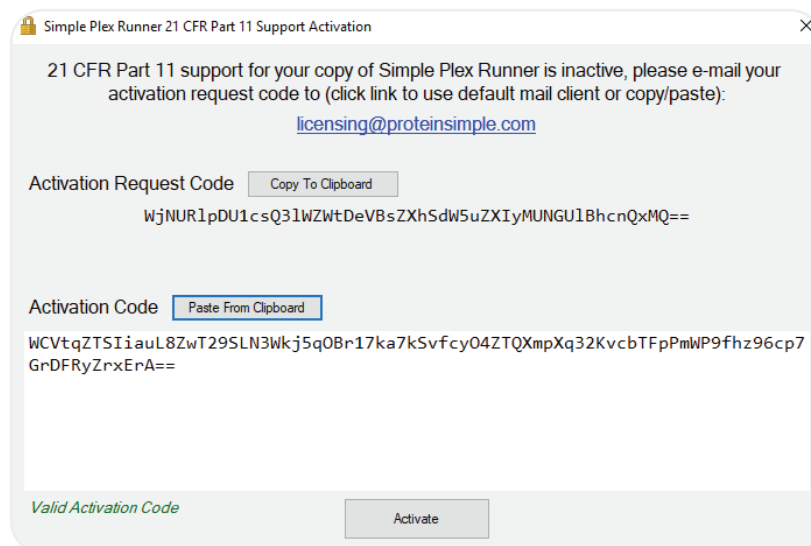 Simple Plex Runner 21 CFR Part 11 Support Activation
21 CFR Part 11 support for your copy of Simple Plex Runner is inactive, please e-mail your
activation request code to (click link to use default mail client or copy/paste):
licensing@proteinsimple.com
Activation Request Code Copy To Clipboard
WjNURlpDU1csQ3lWZWtDeVBsZXhSdW5uZXIyMUNGUlBhcnQxMQ==
Activation Code Paste From Clipboard
WCVtqZTSIiauL8ZwT29SLN3Wkj5qOBr17ka7kSvfcyO4ZTQXmpXq32KvcbTFpPmWP9fhz96cp7
GrDFRyZrxErA==
Valid Activation Code
Activate